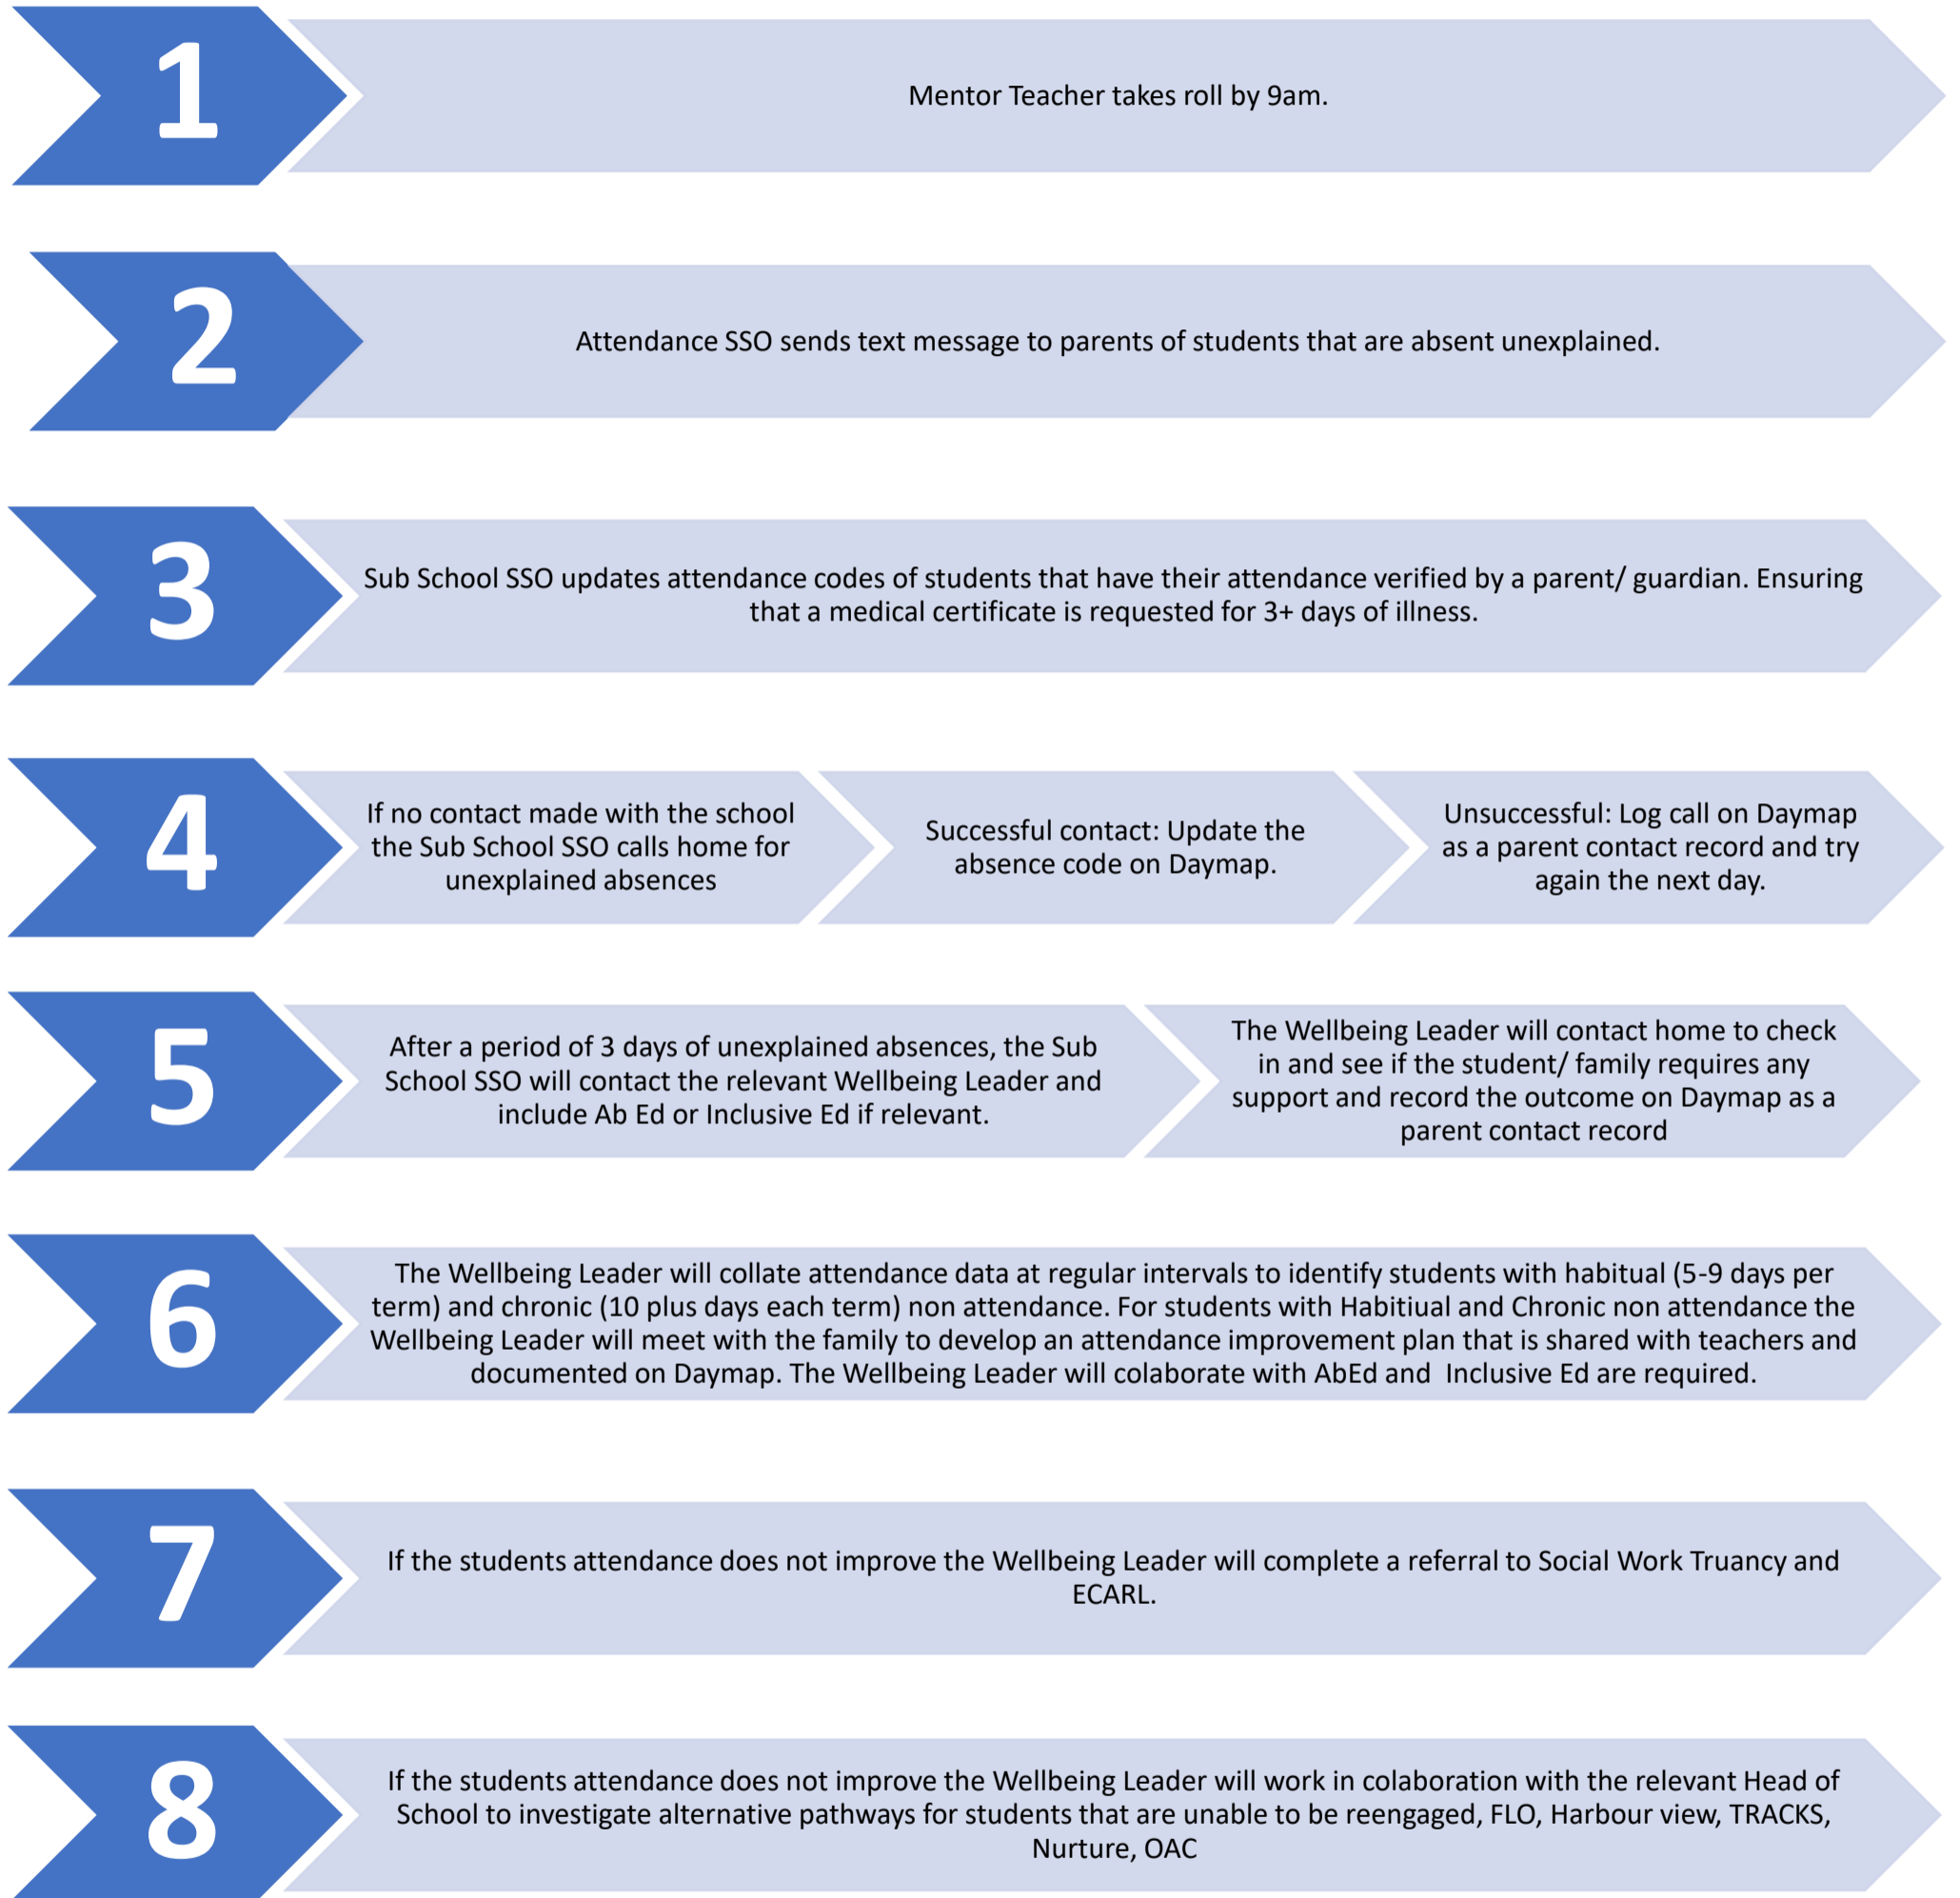 1
Mentor Teacher takes roll by 9am.
2
Attendance SSO sends text message to parents of students that are absent unexplained.
3
Sub School SSO updates attendance codes of students that have their attendance verified by a parent/ guardian. Ensuring
that a medical certificate is requested for 3+ days of illness.
4
If no contact made with the school
the Sub School SSO calls home for
unexplained absences
Successful contact: Update the
absence code on Daymap.
Unsuccessful: Log call on Daymap
as a parent contact record and try
again the next day.
5
After a period of 3 days of unexplained absences, the Sub
School SSO will contact the relevant Wellbeing Leader and
include Ab Ed or Inclusive Ed if relevant.
The Wellbeing Leader will contact home to check
in and see if the student/ family requires any
support and record the outcome on Daymap as a
parent contact record
6
The Wellbeing Leader will collate attendance data at regular intervals to identify students with habitual (5-9 days per
term) and chronic (10 plus days each term) non attendance. For students with Habitiual and Chronic non attendance the
Wellbeing Leader will meet with the family to develop an attendance improvement plan that is shared with teachers and
documented on Daymap. The Wellbeing Leader will colaborate with AbEd and  Inclusive Ed are required.
7
If the students attendance does not improve the Wellbeing Leader will complete a referral to Social Work Truancy and
ECARL.
8
If the students attendance does not improve the Wellbeing Leader will work in colaboration with the relevant Head of
School to investigate alternative pathways for students that are unable to be reengaged, FLO, Harbour view, TRACKS,
Nurture, OAC